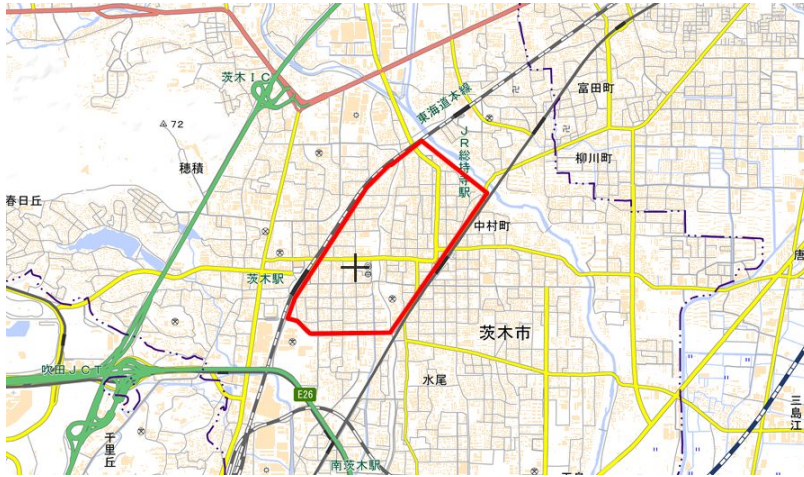 茨木IC
東海道本線
富田町
72
JR総持寺駅
穂積
柳川町
春日丘
中村町
唐
茨木駅
茨木市
吹田JCT
水尾
E26
三島江
千里丘
南茨木駅